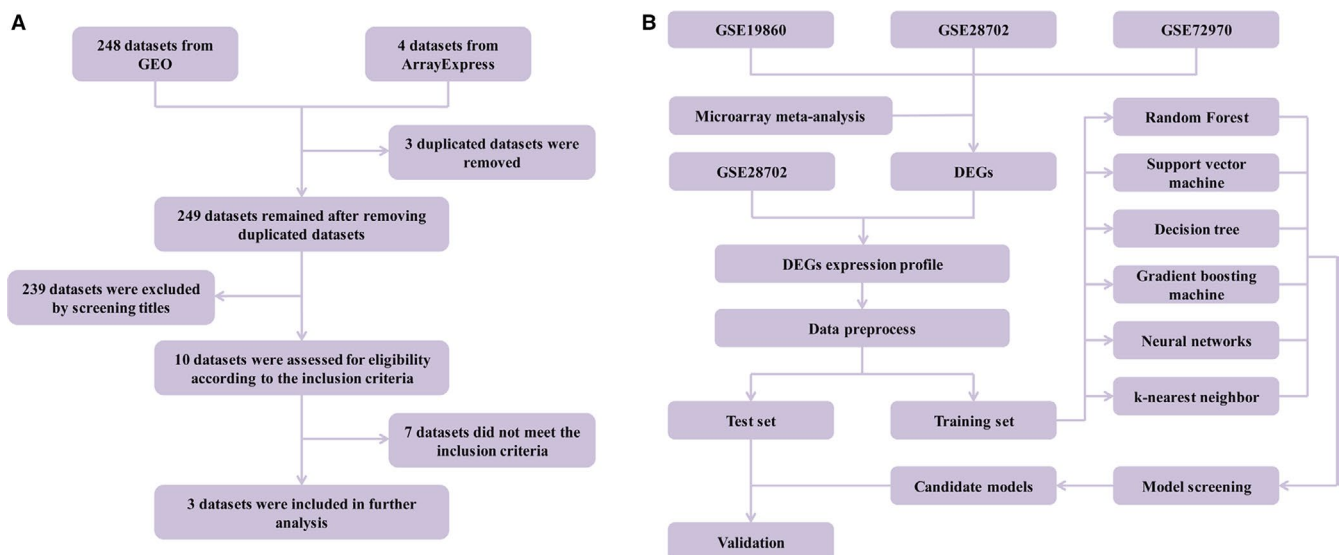 A
248 datasets from
GEO
4 datasets from
ArrayExpress
3 duplicated datasets were
removed
249 datasets remained after removing
duplicated datasets
239 datasets were excluded
by screening titles
10 datasets were assessed for eligibility
according to the inclusion criteria
7 datasets did not meet the
inclusion criteria
3 datasets were included in further
analysis
B
GSE19860
GSE28702
GSE72970
Microarray meta-analysis
GSE28702
DEGs
DEGs expression profile
Data preprocess
Test set
Training set
Random Forest
Support vector
machine
Decision tree
Gradient boosting
machine
Neural networks
k-nearest neighbor
Model screening
Candidate models
Validation